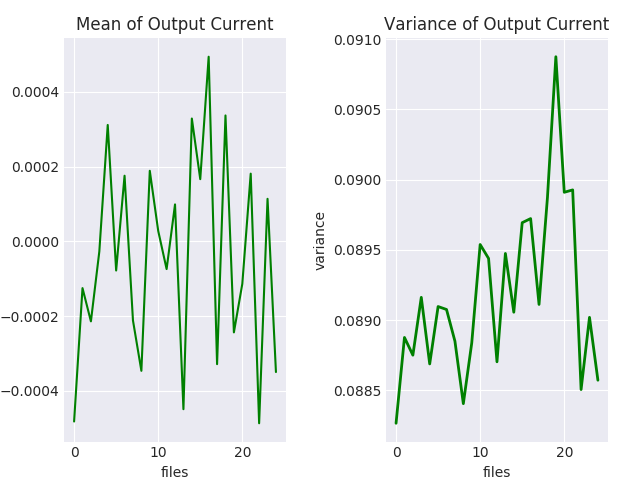 Mean of Output Current
0.0004
0.0002
0.0000
−0.0002
−0.0004
0 10 20
files
Variance of Output Current
variance
0.0910
0.0905
0.0900
0.0895
0.0890
0.0885
0 10 20
files